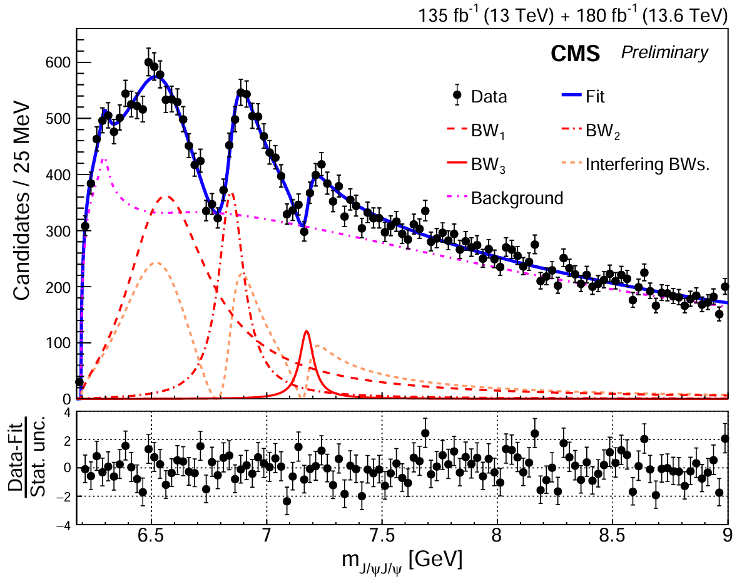 135 fb⁻¹ (13 TeV) + 180 fb⁻¹ (13.6 TeV)
CMS Preliminary
Data
Fit
BW₁
BW₂
BW₃
Interfering BWs.
Background
Candidates / 25 MeV
600
500
400
300
200
100
0
Data-Fit
Stat. unc.
4
2
0
−2
−4
6.5 7 7.5 8 8.5 9
m J/ψJ/ψ [GeV]